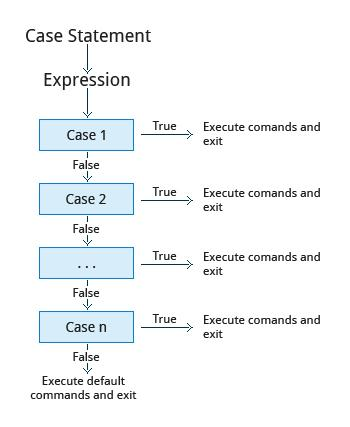 Case Statement
Expression
Case 1
True
Execute comands and
exit
False
Case 2
True
Execute comands and
exit
False
...
True
Execute comands and
exit
False
Case n
True
Execute comands and
exit
False
Execute default
commands and exit